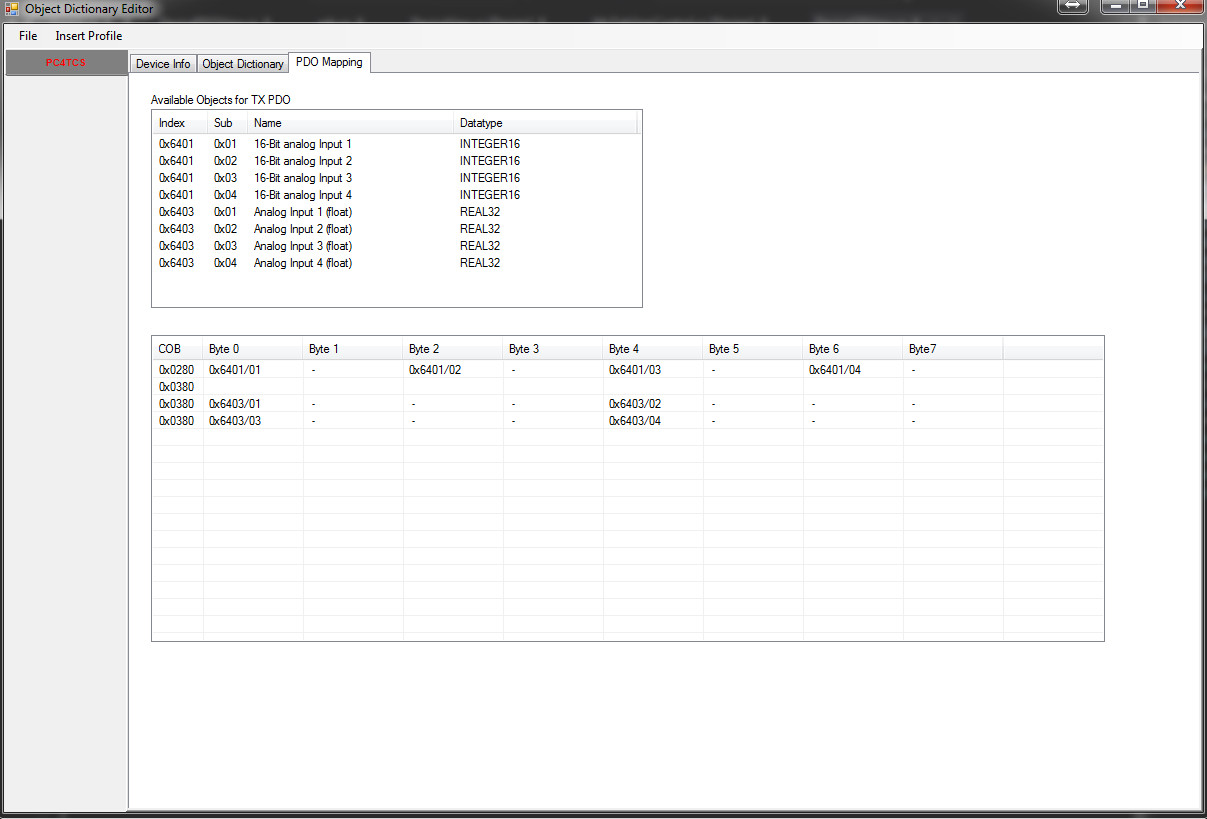 Object Dictionary Editor
File Insert Profile
PC4TCS
Device Info Object Dictionary PDO Mapping
Available Objects for TX PDO
Index Sub Name Datatype
0x6401 0x01 16-Bit analog Input 1 INTEGER16
0x6401 0x02 16-Bit analog Input 2 INTEGER16
0x6401 0x03 16-Bit analog Input 3 INTEGER16
0x6401 0x04 16-Bit analog Input 4 INTEGER16
0x6403 0x01 Analog Input 1 (float) REAL32
0x6403 0x02 Analog Input 2 (float) REAL32
0x6403 0x03 Analog Input 3 (float) REAL32
0x6403 0x04 Analog Input 4 (float) REAL32
COB Byte 0 Byte 1 Byte 2 Byte 3 Byte 4 Byte 5 Byte 6 Byte7
0x0280 0x6401/01 - 0x6401/02 - 0x6401/03 - 0x6401/04 -
0x0380
0x0380 0x6403/01 - - - 0x6403/02 - - -
0x0380 0x6403/03 - - - 0x6403/04 - - -